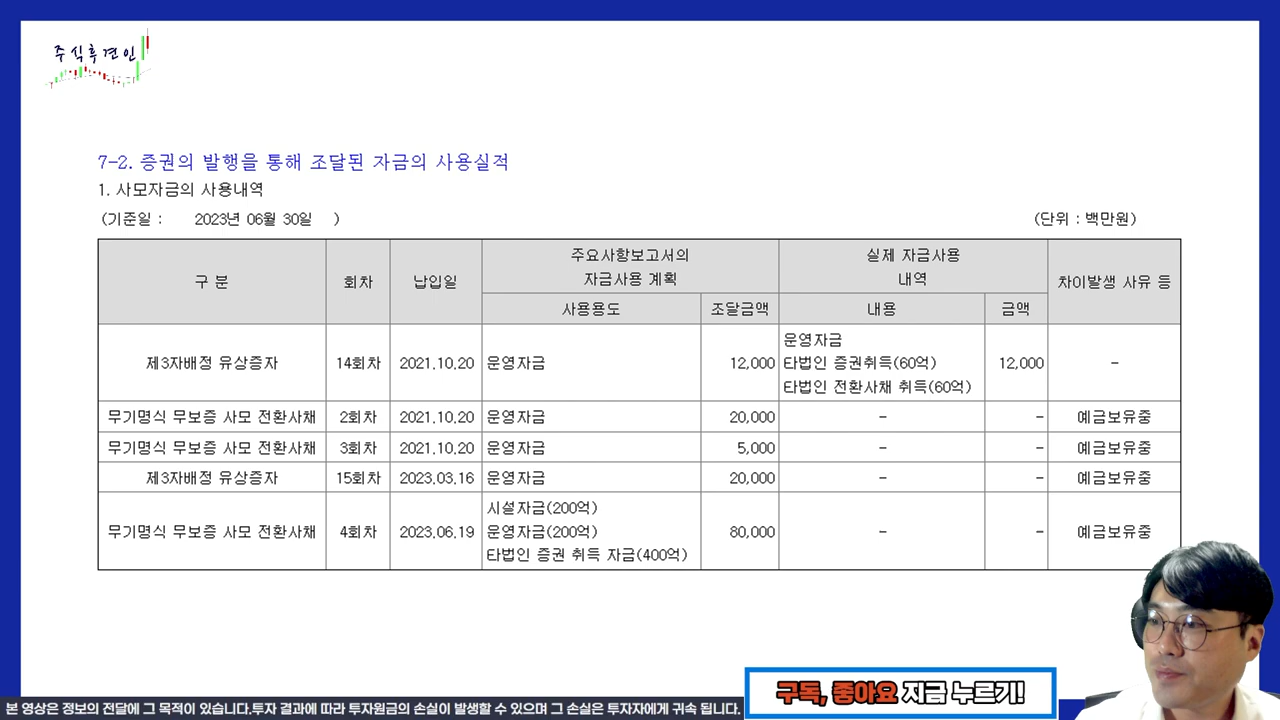 주식후견인
7-2. 증권의 발행을 통해 조달된 자금의 사용실적
1. 사모자금의 사용내역
(기준일 : 2023년 06월 30일 ) (단위 : 백만원)
구 분 회차 납입일 주요사항보고서의 자금사용 계획 실제 자금사용 내역 차이발생 사유 등
사용용도 조달금액 내용 금액
제3자배정 유상증자 14회차 2021.10.20 운영자금 12,000 운영자금 타법인 증권취득(60억) 타법인 전환사채 취득(60억) 12,000 -
무기명식 무보증 사모 전환사채 2회차 2021.10.20 운영자금 20,000 - - 예금보유중
무기명식 무보증 사모 전환사채 3회차 2021.10.20 운영자금 5,000 - - 예금보유중
제3자배정 유상증자 15회차 2023.03.16 운영자금 20,000 - - 예금보유중
무기명식 무보증 사모 전환사채 4회차 2023.06.19 시설자금(200억) 운영자금(200억) 타법인 증권 취득 자금(400억) 80,000 - - 예금보유중
구독, 좋아요 지금 누르기!
본 영상은 정보의 전달에 그 목적이 있습니다.투자 결과에 따라 투자원금의 손실이 발생할 수 있으며 그 손실은 투자자에게 귀속 됩니다.